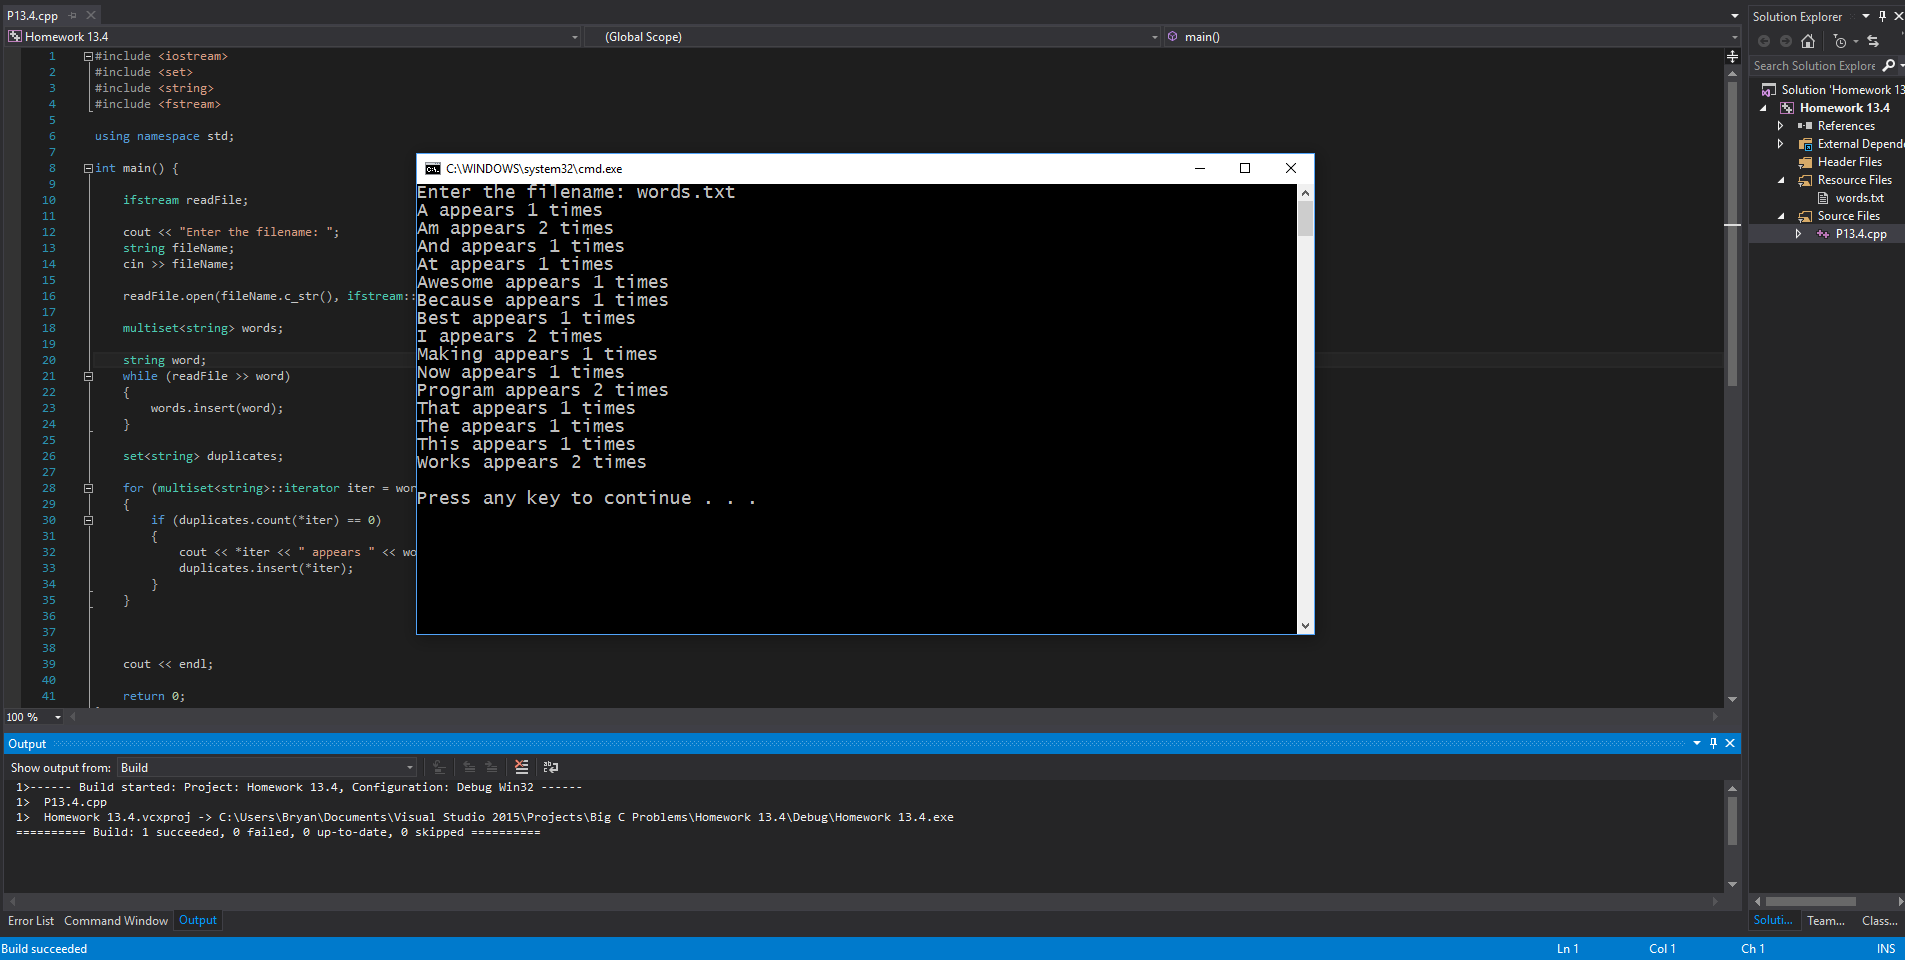 P13.4.cpp
Homework 13.4
(Global Scope)
main()
1 #include <iostream>
2 #include <set>
3 #include <string>
4 #include <fstream>
5
6 using namespace std;
7
8 int main() {
9
10 ifstream readFile;
11
12 cout << "Enter the filename: ";
13 string fileName;
14 cin >> fileName;
15
16 readFile.open(fileName.c_str(), ifstream::
17
18 multiset<string> words;
19
20 string word;
21 while (readFile >> word)
22 {
23 words.insert(word);
24 }
25
26 set<string> duplicates;
27
28 for (multiset<string>::iterator iter = wor
29 {
30 if (duplicates.count(*iter) == 0)
31 {
32 cout << *iter << " appears " << wo
33 duplicates.insert(*iter);
34 }
35 }
36
37
38
39 cout << endl;
40
41 return 0;
C:\WINDOWS\system32\cmd.exe
Enter the filename: words.txt
A appears 1 times
Am appears 2 times
And appears 1 times
At appears 1 times
Awesome appears 1 times
Because appears 1 times
Best appears 1 times
I appears 2 times
Making appears 1 times
Now appears 1 times
Program appears 2 times
That appears 1 times
The appears 1 times
This appears 1 times
Works appears 2 times
Press any key to continue . . .
100 %
Output
Show output from: Build
1>------ Build started: Project: Homework 13.4, Configuration: Debug Win32 ------
1> P13.4.cpp
1> Homework 13.4.vcxproj -> C:\Users\Bryan\Documents\Visual Studio 2015\Projects\Big C Problems\Homework 13.4\Debug\Homework 13.4.exe
========== Build: 1 succeeded, 0 failed, 0 up-to-date, 0 skipped ==========
Error List Command Window Output
Build succeeded
Ln 1 Col 1 Ch 1 INS
Solution Explorer
Search Solution Explore
Solution 'Homework 13
Homework 13.4
References
External Depend
Header Files
Resource Files
words.txt
Source Files
P13.4.cpp
Soluti... Team... Class...